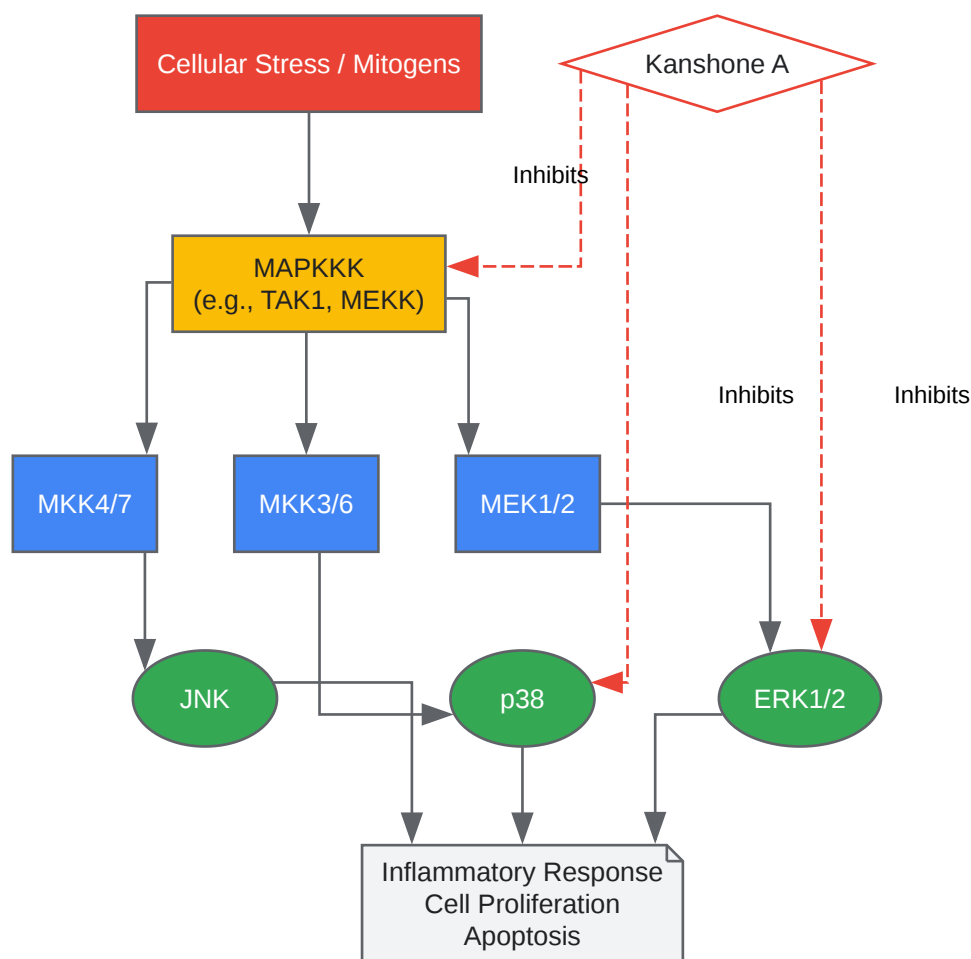 Cellular Stress / Mitogens
Kanshone A
Inhibits
MAPKKK
(e.g., TAK1, MEKK)
Inhibits
Inhibits
MKK4/7
MKK3/6
MEK1/2
JNK
p38
ERK1/2
Inflammatory Response
Cell Proliferation
Apoptosis